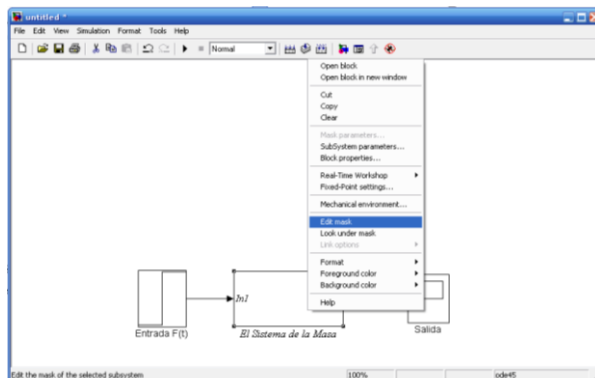 untitled *
File Edit View Simulation Format Tools Help
Normal
Open block
Open block in new window
Cut
Copy
Clear
Mask parameters...
SubSystem parameters...
Block properties...
Real-Time Workshop
Fixed-Point settings...
Mechanical environment...
Edit mask
Look under mask
Link options
Format
Foreground color
Background color
Help
In1
Entrada F(t)
El Sistema de la Masa
Salida
Edit the mask of the selected subsystem
100%
ode45